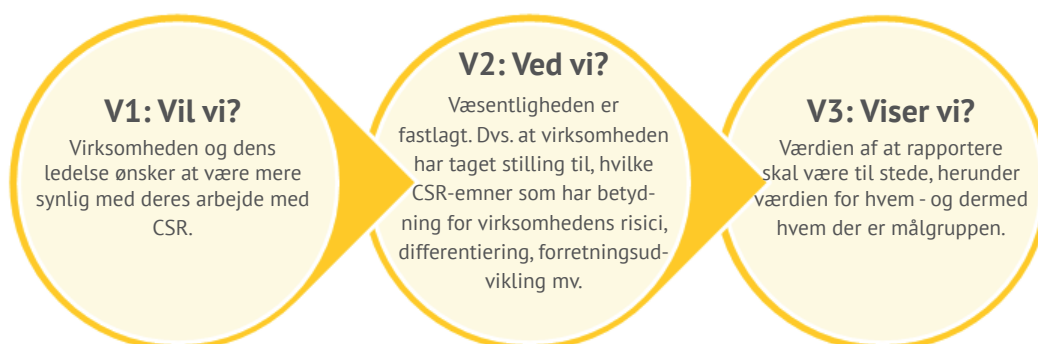 V1: Vil vi?
Virksomheden og dens
ledelse ønsker at være mere
synlig med deres arbejde med
CSR.
V2: Ved vi?
Væsentligheden er
fastlagt. Dvs. at virksomheden
har taget stilling til, hvilke
CSR-emner som har betyd-
ning for virksomhedens risici,
differentiering, forretningsud-
vikling mv.
V3: Viser vi?
Værdien af at rapportere
skal være til stede, herunder
værdien for hvem - og dermed
hvem der er målgruppen.